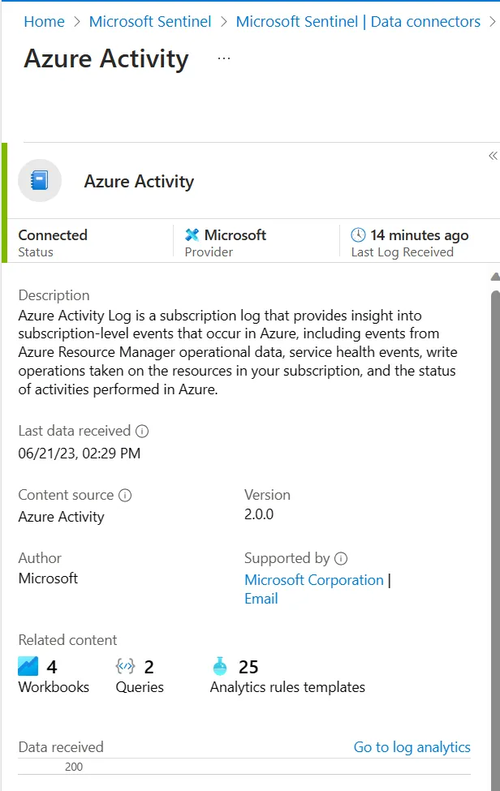 Home > Microsoft Sentinel > Microsoft Sentinel | Data connectors >
Azure Activity ...
«
Azure Activity
Connected Microsoft 14 minutes ago
Status Provider Last Log Received
Description
Azure Activity Log is a subscription log that provides insight into
subscription-level events that occur in Azure, including events from
Azure Resource Manager operational data, service health events, write
operations taken on the resources in your subscription, and the status
of activities performed in Azure.
Last data received
06/21/23, 02:29 PM
Content source Version
Azure Activity 2.0.0
Author Supported by
Microsoft Microsoft Corporation |
Email
Related content
4 2 25
Workbooks Queries Analytics rules templates
Data received Go to log analytics
200